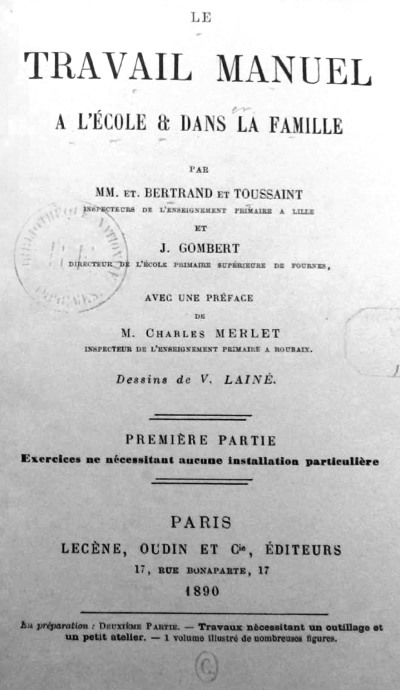 LE
TRAVAIL MANUEL
A L'ÉCOLE & DANS LA FAMILLE
PAR
MM. ET. BERTRAND ET TOUSSAINT
INSPECTEURS DE L'ENSEIGNEMENT PRIMAIRE A LILLE
ET
J. GOMBERT
DIRECTEUR DE L'ÉCOLE PRIMAIRE SUPÉRIEURE DE FOURNES,
AVEC UNE PRÉFACE
DE
M. CHARLES MERLET
INSPECTEUR DE L'ENSEIGNEMENT PRIMAIRE A ROUBAIX.
Dessins de V. LAINÉ.
PREMIÈRE PARTIE
Exercices ne nécessitant aucune installation particulière
PARIS
LECÈNE, OUDIN ET Cie, ÉDITEURS
17, RUE BONAPARTE, 17
1890
En préparation : DEUXIÈME PARTIE. — Travaux nécessitant un outillage et
un petit atelier. — 1 volume illustré de nombreuses figures.